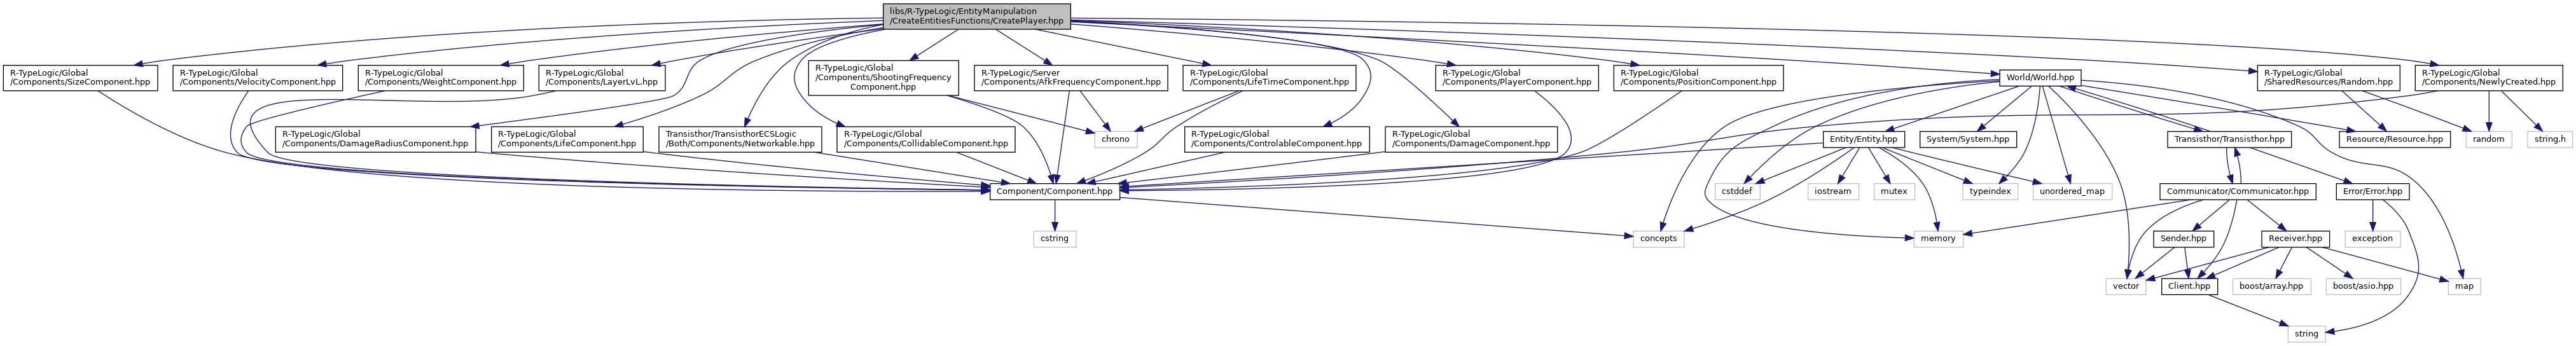 libs/R-TypeLogic/EntityManipulation
/CreateEntitiesFunctions/CreatePlayer.hpp
R-TypeLogic/Global
/Components/SizeComponent.hpp
R-TypeLogic/Global
/Components/VelocityComponent.hpp
R-TypeLogic/Global
/Components/WeightComponent.hpp
R-TypeLogic/Global
/Components/LayerLvL.hpp
R-TypeLogic/Global
/Components/ShootingFrequency
Component.hpp
R-TypeLogic/Server
/Components/AfkFrequencyComponent.hpp
R-TypeLogic/Global
/Components/LifeTimeComponent.hpp
R-TypeLogic/Global
/Components/PlayerComponent.hpp
R-TypeLogic/Global
/Components/PositionComponent.hpp
World/World.hpp
R-TypeLogic/Global
/SharedResources/Random.hpp
R-TypeLogic/Global
/Components/NewlyCreated.hpp
R-TypeLogic/Global
/Components/DamageRadiusComponent.hpp
R-TypeLogic/Global
/Components/LifeComponent.hpp
Transisthor/TransisthorECSLogic
/Both/Components/Networkable.hpp
R-TypeLogic/Global
/Components/CollidableComponent.hpp
chrono
R-TypeLogic/Global
/Components/ControlableComponent.hpp
R-TypeLogic/Global
/Components/DamageComponent.hpp
Entity/Entity.hpp
System/System.hpp
Transisthor/Transisthor.hpp
Resource/Resource.hpp
random
string.h
Component/Component.hpp
cstddef
iostream
mutex
typeindex
unordered_map
Communicator/Communicator.hpp
Error/Error.hpp
cstring
concepts
memory
Sender.hpp
Receiver.hpp
exception
vector
Client.hpp
boost/array.hpp
boost/asio.hpp
map
string